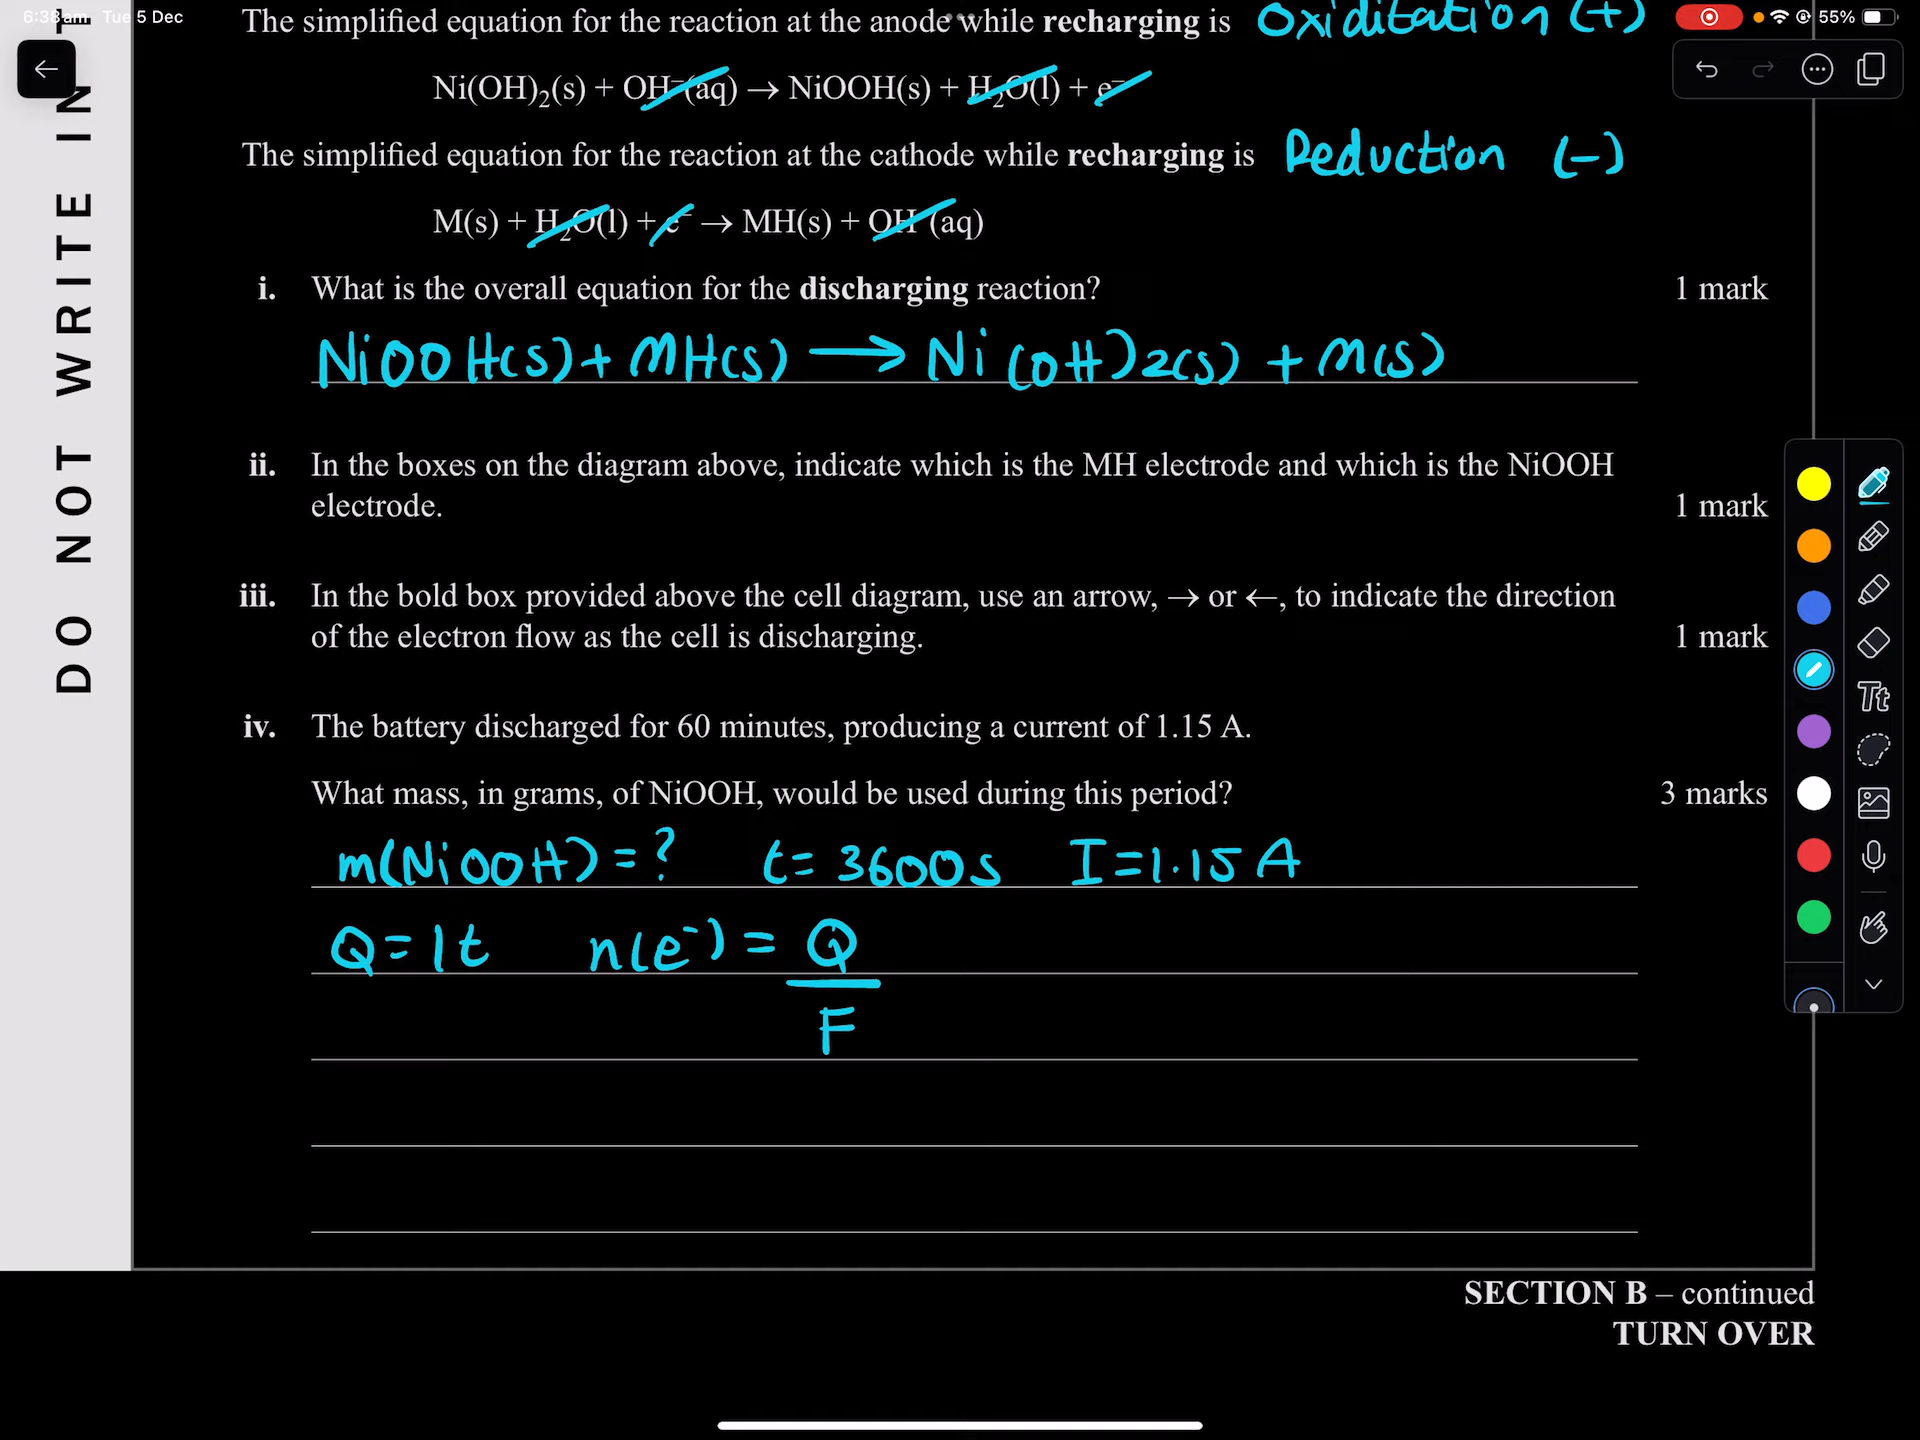 6:38am Tue 5 Dec
55%
The simplified equation for the reaction at the anode while recharging is Oxiditation (+)
Ni(OH)₂(s) + OH⁻(aq) → NiOOH(s) + H₂O(l) + e⁻
The simplified equation for the reaction at the cathode while recharging is Reduction (-)
M(s) + H₂O(l) + e⁻ → MH(s) + OH⁻(aq)
i. What is the overall equation for the discharging reaction? 1 mark
NiOOH(s) + MH(s) → Ni(OH)2(s) + M(s)
ii. In the boxes on the diagram above, indicate which is the MH electrode and which is the NiOOH
electrode. 1 mark
iii. In the bold box provided above the cell diagram, use an arrow, → or ←, to indicate the direction
of the electron flow as the cell is discharging. 1 mark
iv. The battery discharged for 60 minutes, producing a current of 1.15 A.
What mass, in grams, of NiOOH, would be used during this period? 3 marks
m(NiOOH) = ? t = 3600s I = 1.15 A
Q = It n(e⁻) = Q
F
SECTION B – continued
TURN OVER
DO NOT WRITE IN T
Tt